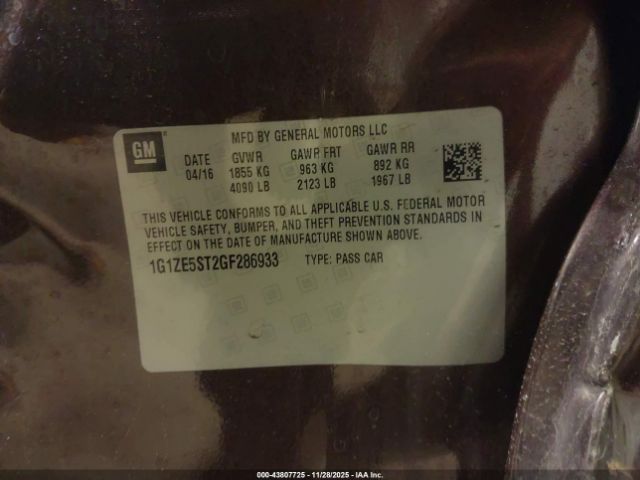 GM
MFD BY GENERAL MOTORS LLC
DATE GVWR GAWR FRT GAWR RR
04/16 1855 KG 963 KG 892 KG
4090 LB 2123 LB 1967 LB
THIS VEHICLE CONFORMS TO ALL APPLICABLE U.S. FEDERAL MOTOR
VEHICLE SAFETY, BUMPER, AND THEFT PREVENTION STANDARDS IN
EFFECT ON THE DATE OF MANUFACTURE SHOWN ABOVE.
1G1ZE5ST2GF286933 TYPE: PASS CAR
000-43807725 - 11/28/2025 - IAA Inc.